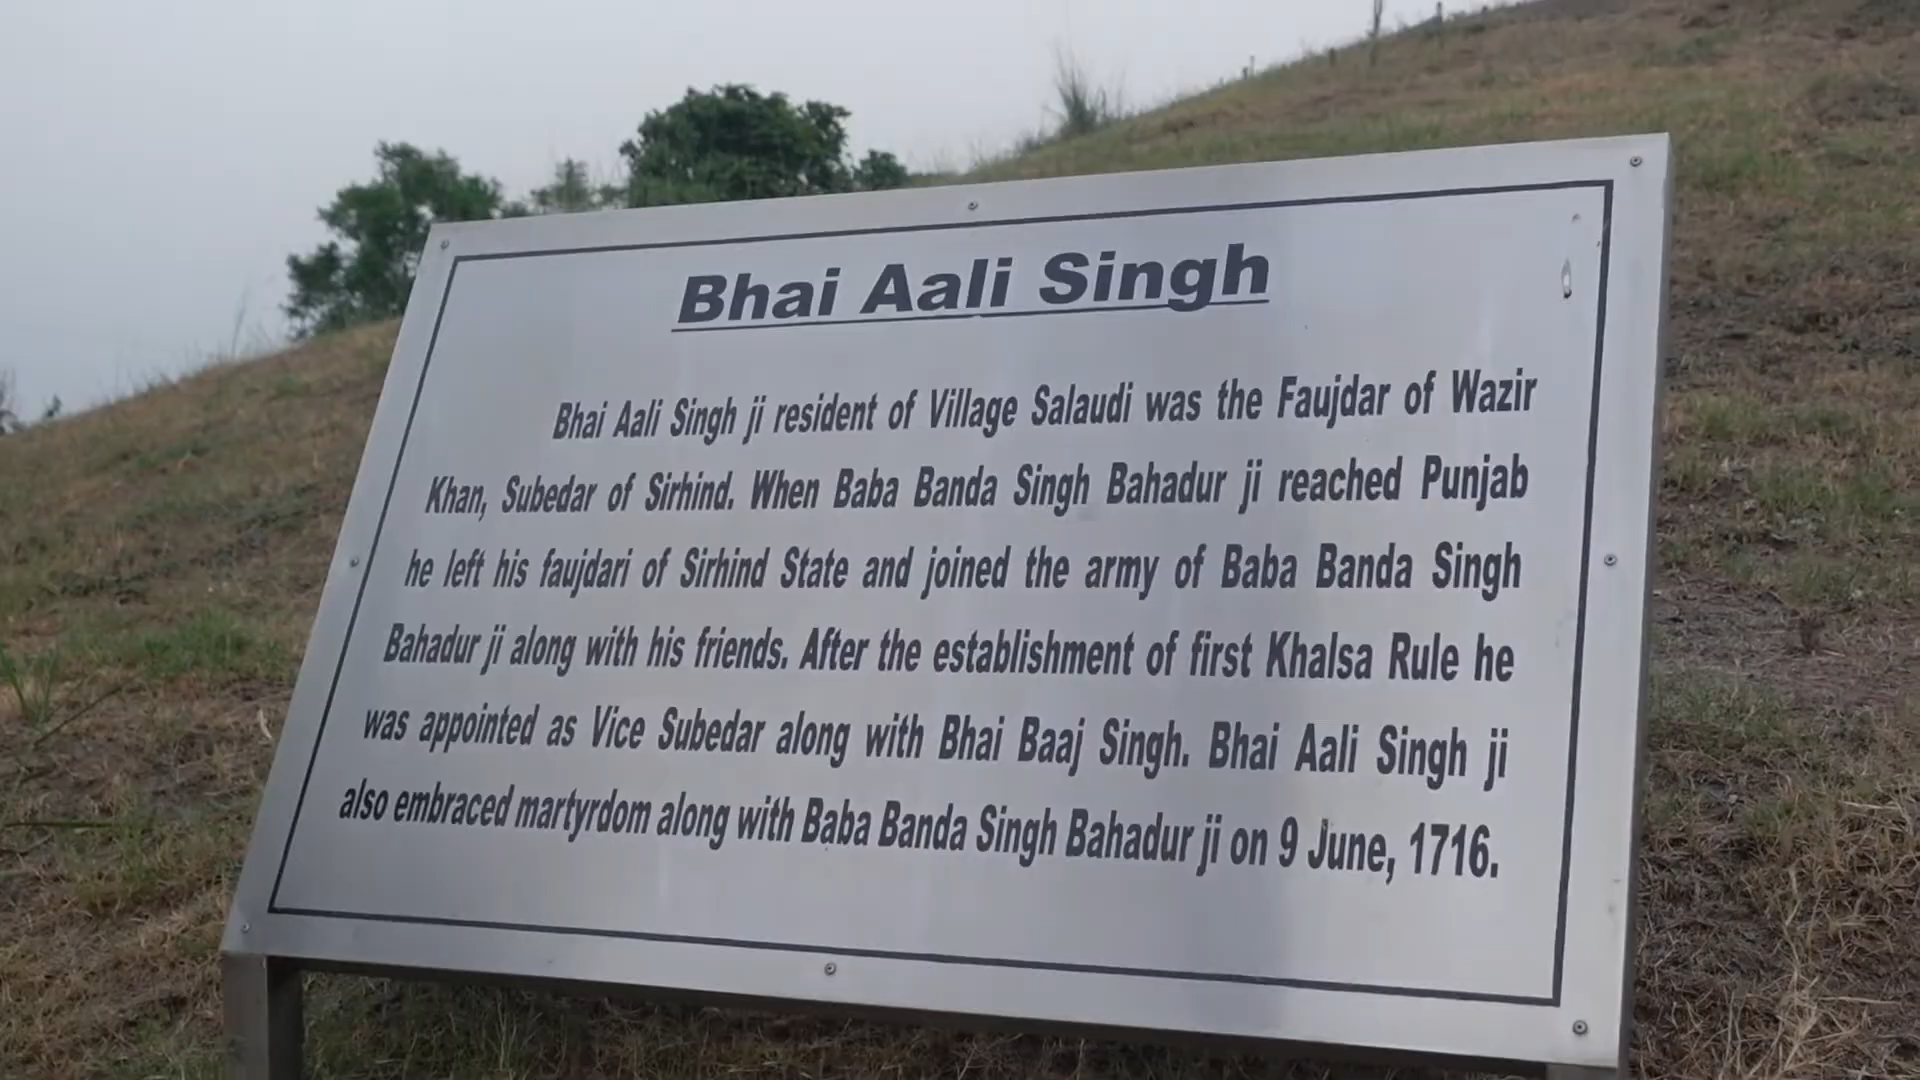 Bhai Aali Singh
Bhai Aali Singh ji resident of Village Salaudi was the Faujdar of Wazir
Khan, Subedar of Sirhind. When Baba Banda Singh Bahadur ji reached Punjab
he left his faujdari of Sirhind State and joined the army of Baba Banda Singh
Bahadur ji along with his friends. After the establishment of first Khalsa Rule he
was appointed as Vice Subedar along with Bhai Baaj Singh. Bhai Aali Singh ji
also embraced martyrdom along with Baba Banda Singh Bahadur ji on 9 June, 1716.